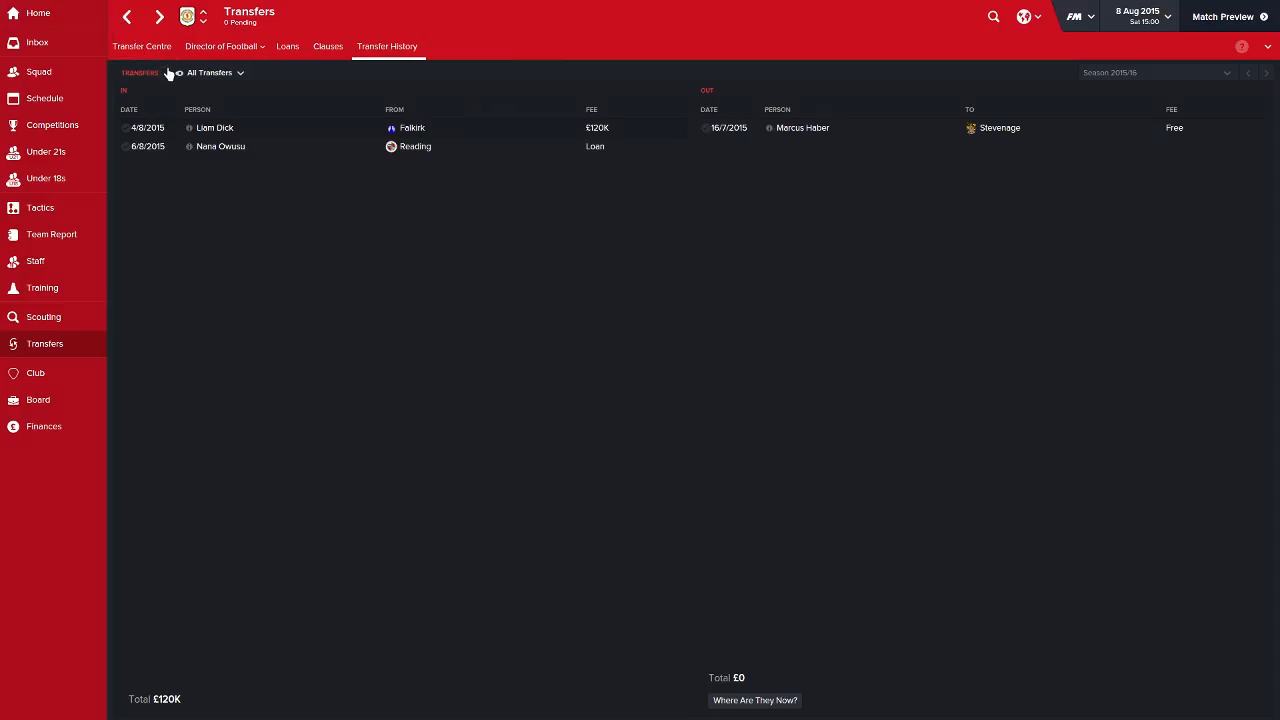 Home
Inbox
Squad
Schedule
Competitions
Under 21s
Under 18s
Tactics
Team Report
Staff
Training
Scouting
Transfers
Club
Board
Finances
Transfers
0 Pending
FM
8 Aug 2015
Sat 15:00
Match Preview
Transfer Centre Director of Football Loans Clauses Transfer History
?
TRANSFERS All Transfers
Season 2015/16
IN
DATE PERSON FROM FEE
4/8/2015 Liam Dick Falkirk £120K
6/8/2015 Nana Owusu Reading Loan
Total £120K
OUT
DATE PERSON TO FEE
16/7/2015 Marcus Haber Stevenage Free
Total £0
Where Are They Now?